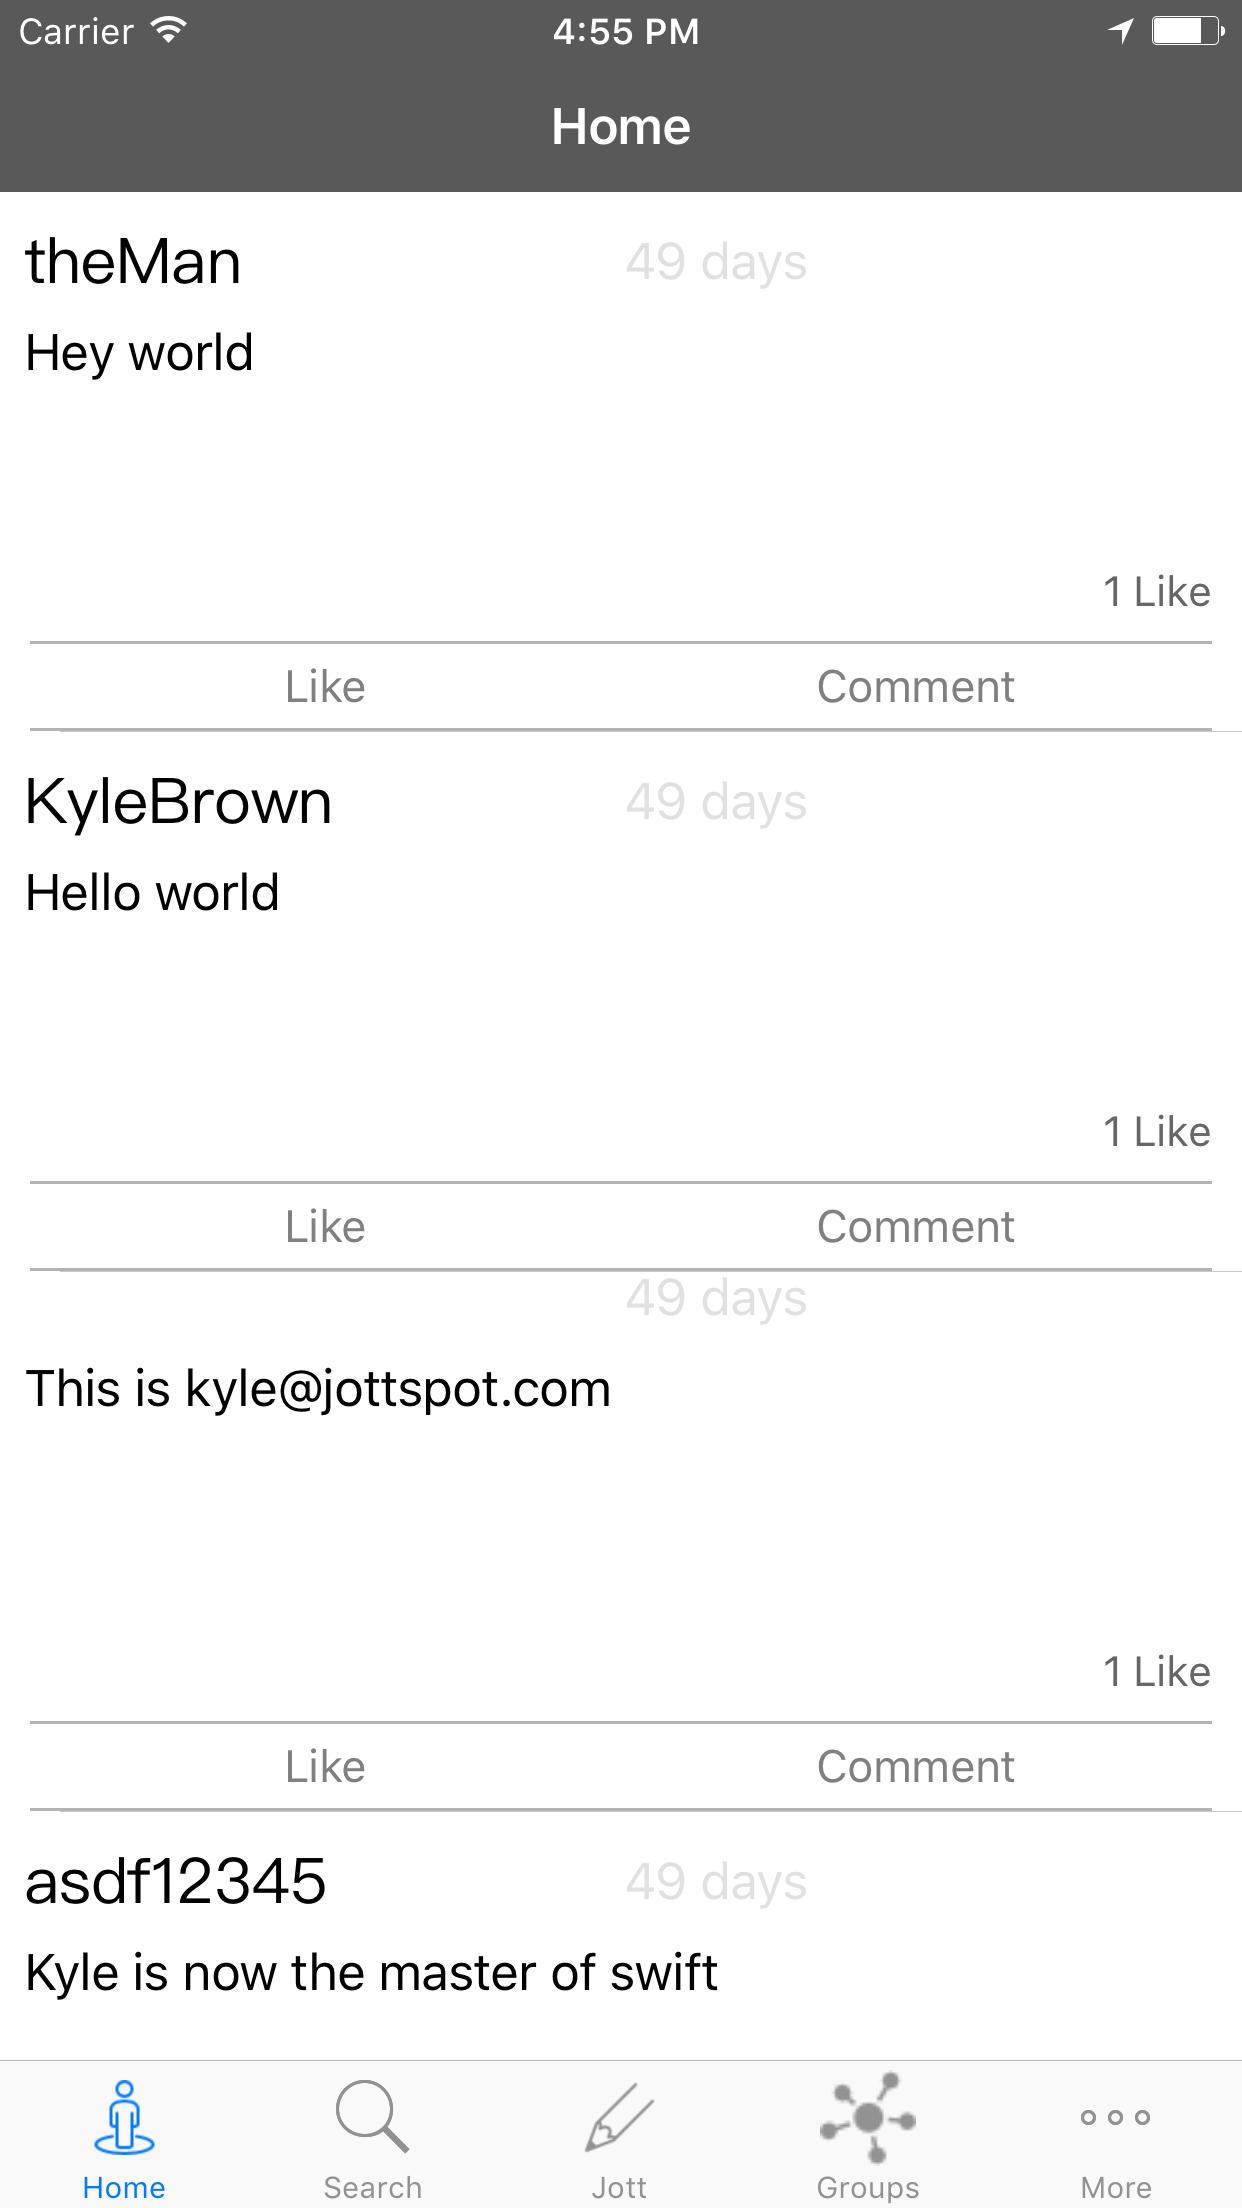 Carrier 4:55 PM
Home
theMan 49 days
Hey world
1 Like
Like Comment
KyleBrown 49 days
Hello world
1 Like
Like Comment
49 days
This is kyle@jottspot.com
1 Like
Like Comment
asdf12345 49 days
Kyle is now the master of swift
Home Search Jott Groups More